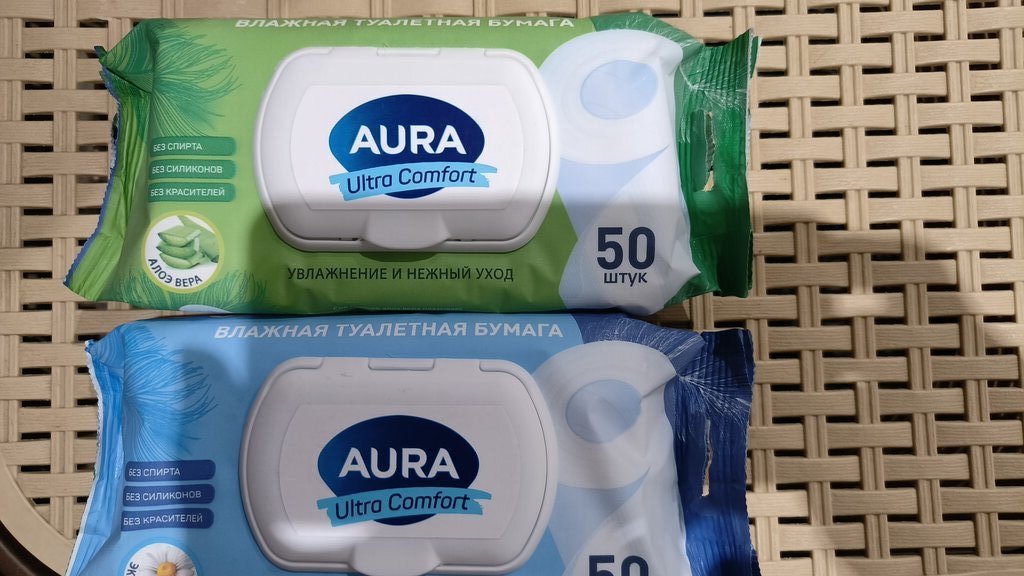 ВЛАЖНАЯ ТУАЛЕТНАЯ БУМАГА
AURA
Ultra Comfort
БЕЗ СПИРТА
БЕЗ СИЛИКОНОВ
БЕЗ КРАСИТЕЛЕЙ
АЛОЭ ВЕРА
УВЛАЖНЕНИЕ И НЕЖНЫЙ УХОД
50
штук
ВЛАЖНАЯ ТУАЛЕТНАЯ БУМАГА
AURA
Ultra Comfort
БЕЗ СПИРТА
БЕЗ СИЛИКОНОВ
БЕЗ КРАСИТЕЛЕЙ
50